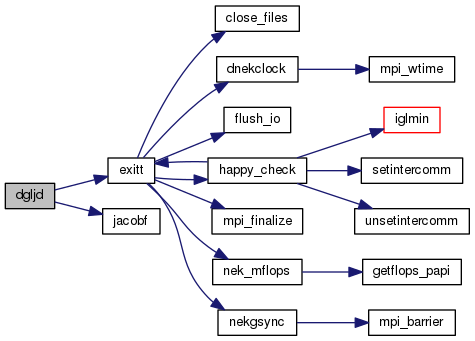 close_files
dnekclock
mpi_wtime
flush_io
iglmin
exitt
happy_check
setintercomm
dgljd
jacobf
mpi_finalize
unsetintercomm
nek_mflops
getflops_papi
nekgsync
mpi_barrier